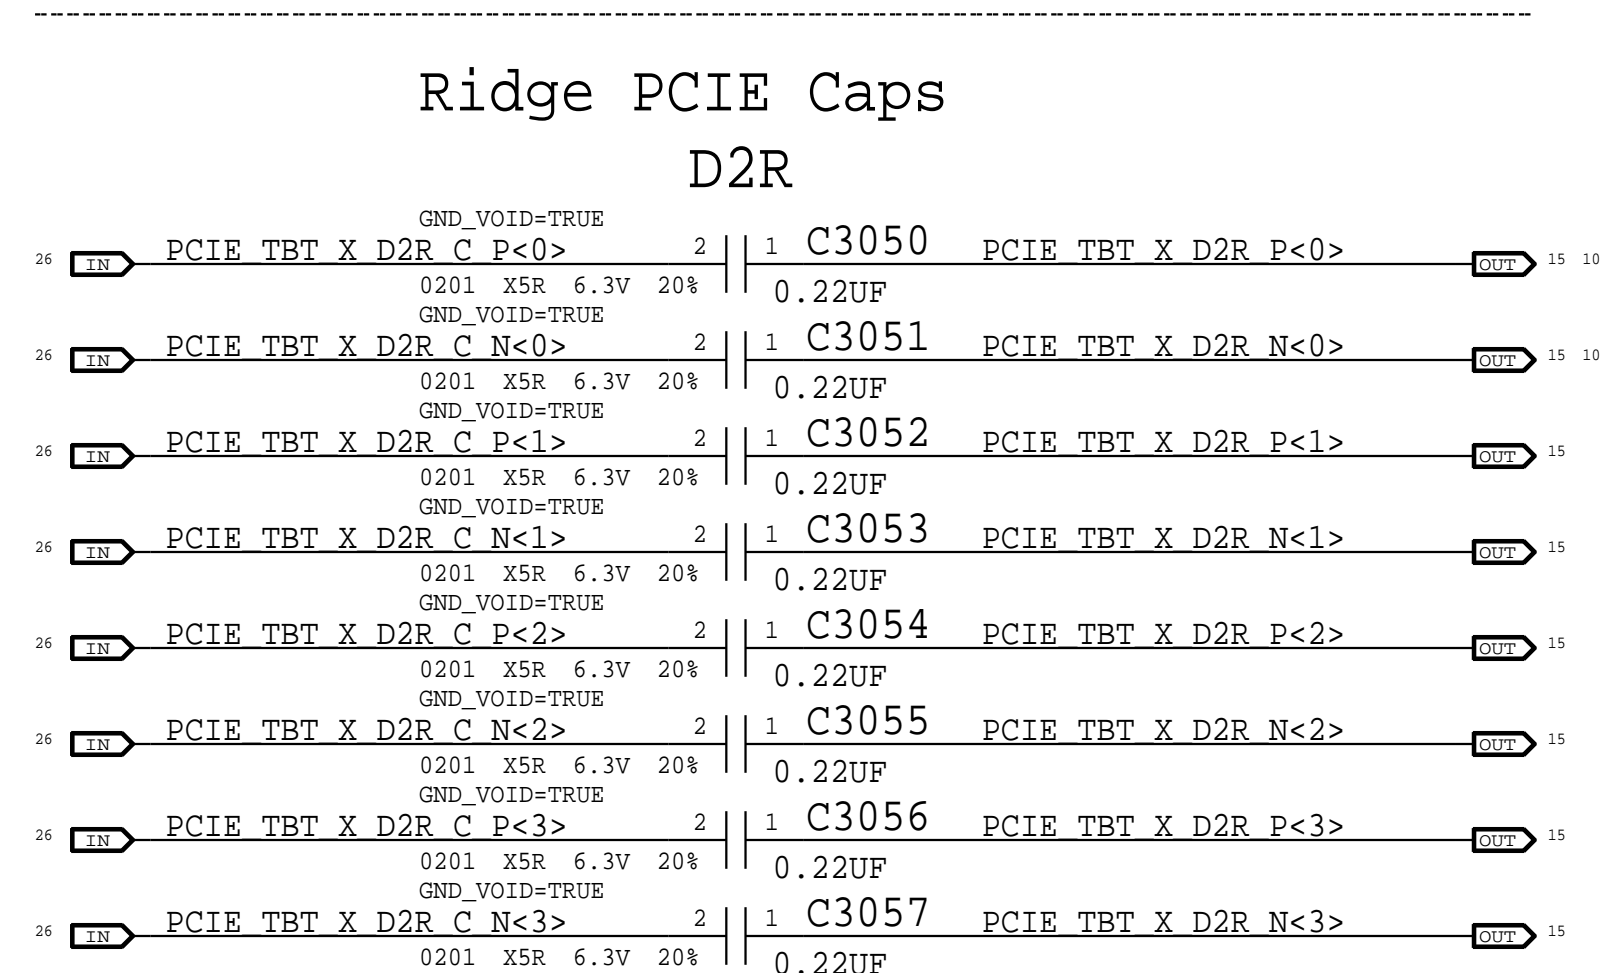 Ridge PCIE Caps
D2R
GND_VOID=TRUE
26 IN PCIE_TBT_X_D2R_C_P<0> 2 1 C3050 PCIE_TBT_X_D2R_P<0> OUT 15 10
0201 X5R 6.3V 20% 0.22UF
GND_VOID=TRUE
26 IN PCIE_TBT_X_D2R_C_N<0> 2 1 C3051 PCIE_TBT_X_D2R_N<0> OUT 15 10
0201 X5R 6.3V 20% 0.22UF
GND_VOID=TRUE
26 IN PCIE_TBT_X_D2R_C_P<1> 2 1 C3052 PCIE_TBT_X_D2R_P<1> OUT 15
0201 X5R 6.3V 20% 0.22UF
GND_VOID=TRUE
26 IN PCIE_TBT_X_D2R_C_N<1> 2 1 C3053 PCIE_TBT_X_D2R_N<1> OUT 15
0201 X5R 6.3V 20% 0.22UF
GND_VOID=TRUE
26 IN PCIE_TBT_X_D2R_C_P<2> 2 1 C3054 PCIE_TBT_X_D2R_P<2> OUT 15
0201 X5R 6.3V 20% 0.22UF
GND_VOID=TRUE
26 IN PCIE_TBT_X_D2R_C_N<2> 2 1 C3055 PCIE_TBT_X_D2R_N<2> OUT 15
0201 X5R 6.3V 20% 0.22UF
GND_VOID=TRUE
26 IN PCIE_TBT_X_D2R_C_P<3> 2 1 C3056 PCIE_TBT_X_D2R_P<3> OUT 15
0201 X5R 6.3V 20% 0.22UF
GND_VOID=TRUE
26 IN PCIE_TBT_X_D2R_C_N<3> 2 1 C3057 PCIE_TBT_X_D2R_N<3> OUT 15
0201 X5R 6.3V 20% 0.22UF